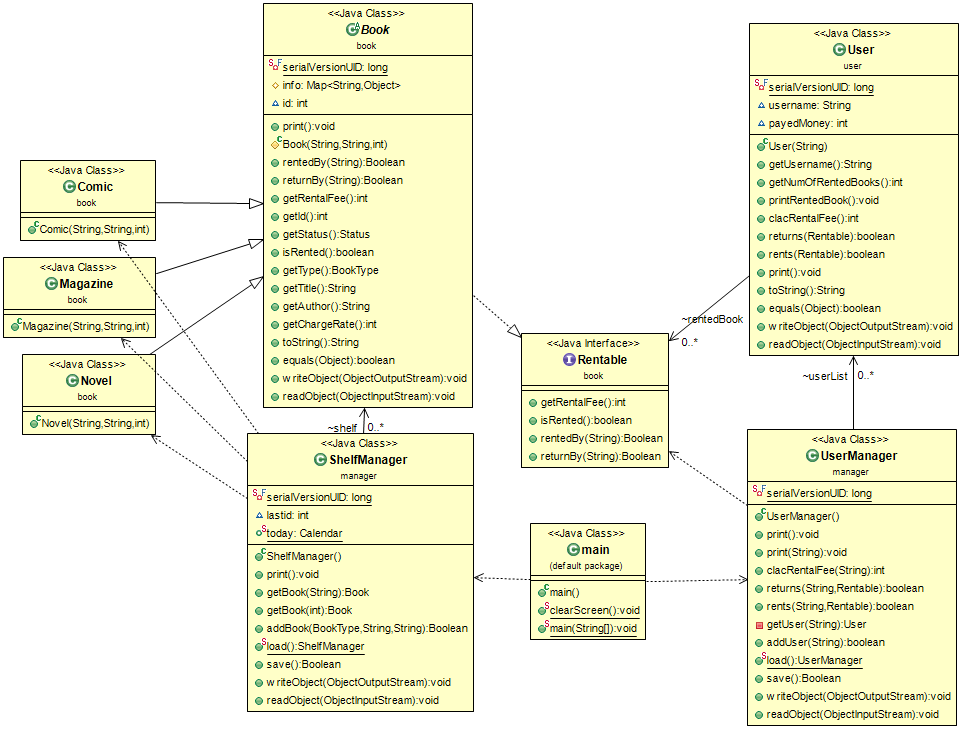 <<Java Class>>
Book
book
serialVersionUID: long
info: Map<String,Object>
id: int
print():void
Book(String,String,int)
rentedBy(String):Boolean
returnBy(String):Boolean
getRentalFee():int
getId():int
getStatus():Status
isRented():boolean
getType():BookType
getTitle():String
getAuthor():String
getChargeRate():int
toString():String
equals(Object):boolean
writeObject(ObjectOutputStream):void
readObject(ObjectInputStream):void
<<Java Class>>
User
user
serialVersionUID: long
username: String
payedMoney: int
User(String)
getUsername():String
getNumOfRentedBooks():int
printRentedBook():void
clacRentalFee():int
returns(Rentable):boolean
rents(Rentable):boolean
print():void
toString():String
equals(Object):boolean
writeObject(ObjectOutputStream):void
readObject(ObjectInputStream):void
<<Java Class>>
Comic
book
Comic(String,String,int)
<<Java Class>>
Magazine
book
Magazine(String,String,int)
<<Java Class>>
Novel
book
Novel(String,String,int)
~rentedBook
0..*
<<Java Interface>>
Rentable
book
getRentalFee():int
isRented():boolean
rentedBy(String):Boolean
returnBy(String):Boolean
~userList 0..*
~shelf 0..*
<<Java Class>>
ShelfManager
manager
serialVersionUID: long
lastid: int
today: Calendar
ShelfManager()
print():void
getBook(String):Book
getBook(int):Book
addBook(BookType,String,String):Boolean
load():ShelfManager
save():Boolean
writeObject(ObjectOutputStream):void
readObject(ObjectInputStream):void
<<Java Class>>
main
(default package)
main()
clearScreen():void
main(String[]):void
<<Java Class>>
UserManager
manager
serialVersionUID: long
UserManager()
print():void
print(String):void
clacRentalFee(String):int
returns(String,Rentable):boolean
rents(String,Rentable):boolean
getUser(String):User
addUser(String):boolean
load():UserManager
save():Boolean
writeObject(ObjectOutputStream):void
readObject(ObjectInputStream):void